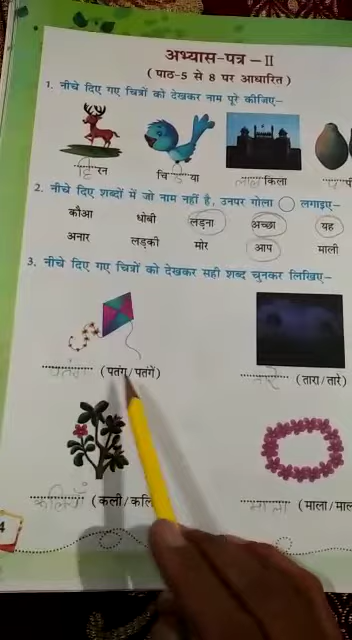 अभ्यास-पत्र – II
( पाठ-5 से 8 पर आधारित )
1. नीचे दिए गए चित्रों को देखकर नाम पूरे कीजिए–
हिरन चिड़िया लाल किला
2. नीचे दिए शब्दों में जो नाम नहीं है, उनपर गोला लगाइए–
कौआ धोबी लड़ना अच्छा यह
अनार लड़की मोर आप माली
3. नीचे दिए गए चित्रों को देखकर सही शब्द चुनकर लिखिए–
पतंग (पतंग/पतंगें) तारे (तारा/तारे)
कलियाँ (कली/कलि माला (माला/माल
4